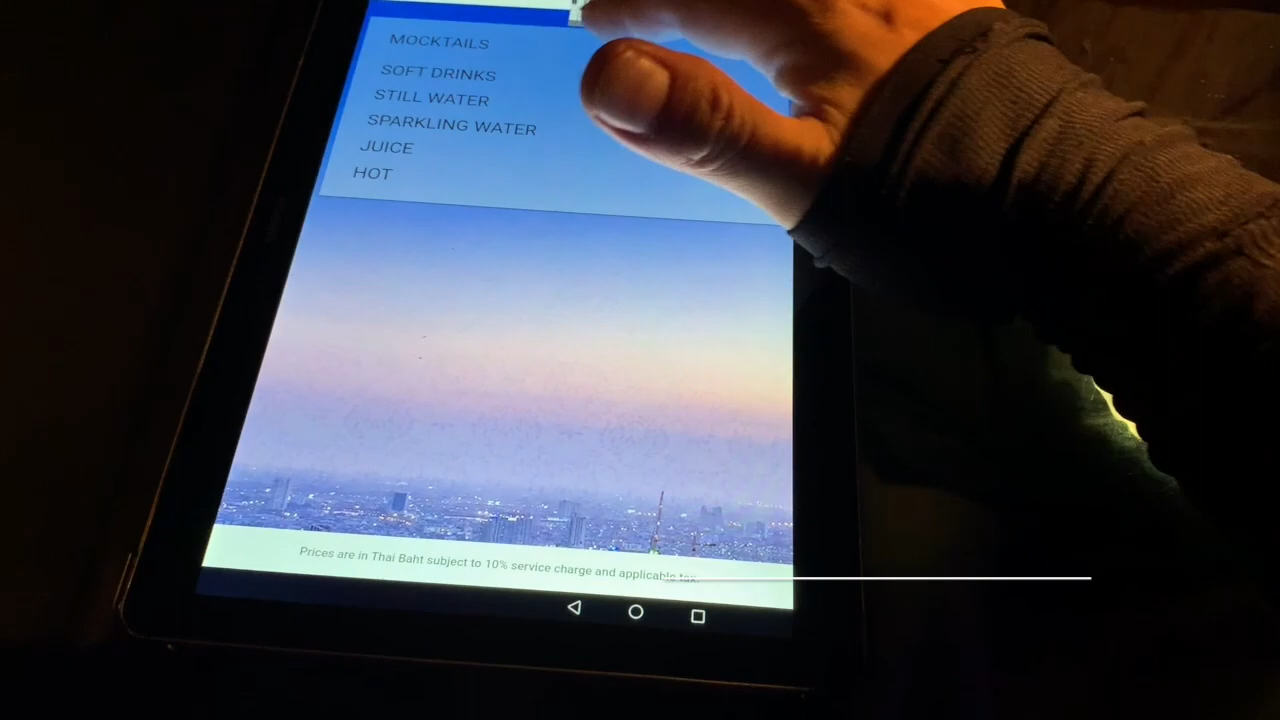 MOCKTAILS
SOFT DRINKS
STILL WATER
SPARKLING WATER
JUICE
HOT
Prices are in Thai Baht subject to 10% service charge and applicable tax.